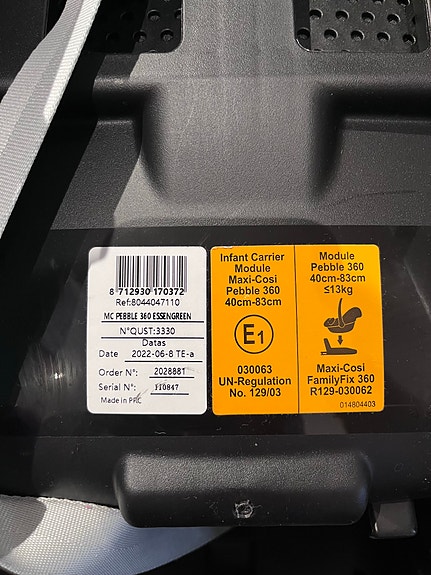 8 712930 170372
Ref:8044047110
MC PEBBLE 360 ESSENGREEN
N°QUST:3330
Datas
Date 2022-06-8 TE-a
Order N°: 2028881
Serial N°: 110847
Made in PRC
Infant Carrier
Module
Maxi-Cosi
Pebble 360
40cm-83cm
E1
030063
UN-Regulation
No. 129/03
Module
Pebble 360
40cm-83cm
≤13kg
Maxi-Cosi
FamilyFix 360
R129-030062
014804403